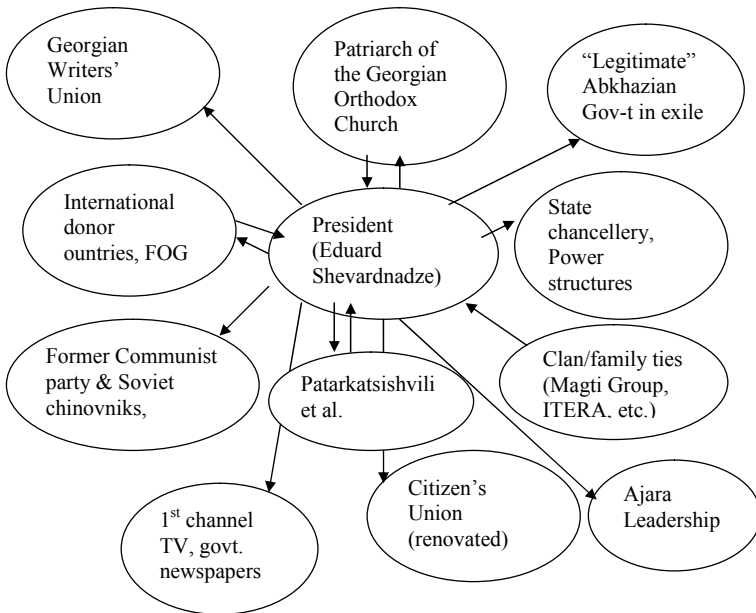 Georgian
Writers’
Union
Patriarch of
the Georgian
Orthodox
Church
“Legitimate”
Abkhazian
Gov-t in exile
International
donor
ountries, FOG
President
(Eduard
Shevardnadze)
State
chancellery,
Power
structures
Former Communist
party & Soviet
chinovniks,
Patarkatsishvili
et al.
Clan/family ties
(Magti Group,
ITERA, etc.)
1st channel
TV, govt.
newspapers
Citizen’s
Union
(renovated)
Ajara
Leadership